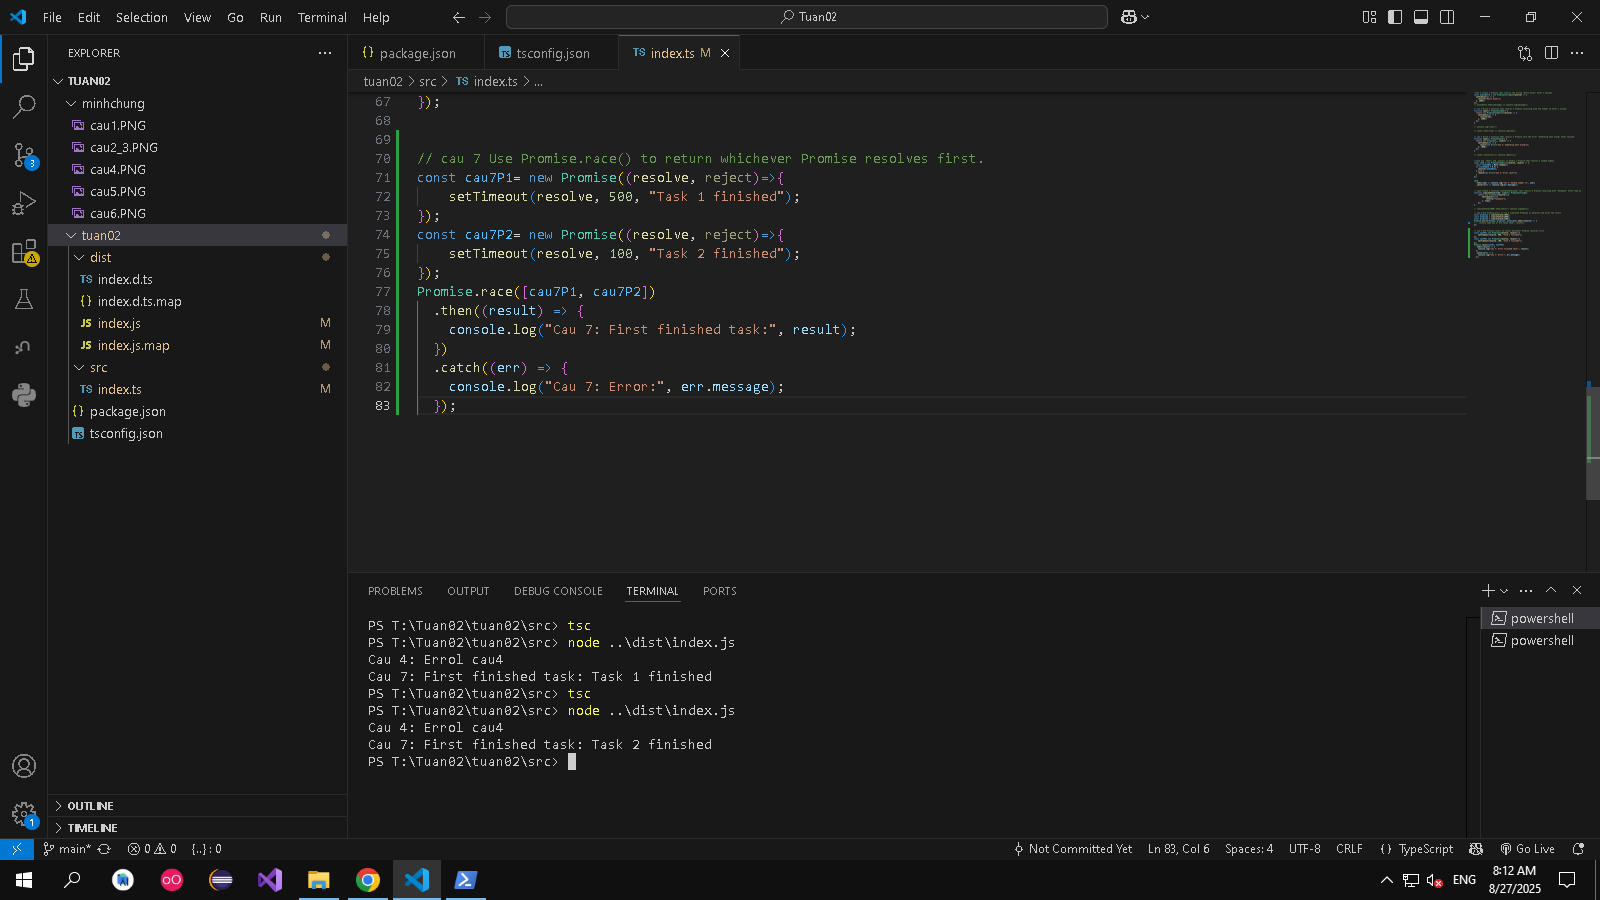 File Edit Selection View Go Run Terminal Help
Tuan02
EXPLORER
package.json
tsconfig.json
index.ts M
TUAN02
tuan02 > src > TS index.ts > ...
minhchung
cau1.PNG
cau2_3.PNG
cau4.PNG
cau5.PNG
cau6.PNG
tuan02
dist
TS index.d.ts
{} index.d.ts.map
JS index.js M
JS index.js.map M
src
TS index.ts M
{} package.json
tsconfig.json
OUTLINE
TIMELINE
67 });
68
69
70 // cau 7 Use Promise.race() to return whichever Promise resolves first.
71 const cau7P1= new Promise((resolve, reject)=>{
72 setTimeout(resolve, 500, "Task 1 finished");
73 });
74 const cau7P2= new Promise((resolve, reject)=>{
75 setTimeout(resolve, 100, "Task 2 finished");
76 });
77 Promise.race([cau7P1, cau7P2])
78 .then((result) => {
79 console.log("Cau 7: First finished task:", result);
80 })
81 .catch((err) => {
82 console.log("Cau 7: Error:", err.message);
83 });
PROBLEMS OUTPUT DEBUG CONSOLE TERMINAL PORTS
PS T:\Tuan02\tuan02\src> tsc
PS T:\Tuan02\tuan02\src> node ..\dist\index.js
Cau 4: Errol cau4
Cau 7: First finished task: Task 1 finished
PS T:\Tuan02\tuan02\src> tsc
PS T:\Tuan02\tuan02\src> node ..\dist\index.js
Cau 4: Errol cau4
Cau 7: First finished task: Task 2 finished
PS T:\Tuan02\tuan02\src>
powershell
powershell
main* 0 0 {..}: 0
Not Committed Yet Ln 83, Col 6 Spaces: 4 UTF-8 CRLF {} TypeScript Go Live
ENG
8:12 AM
8/27/2025